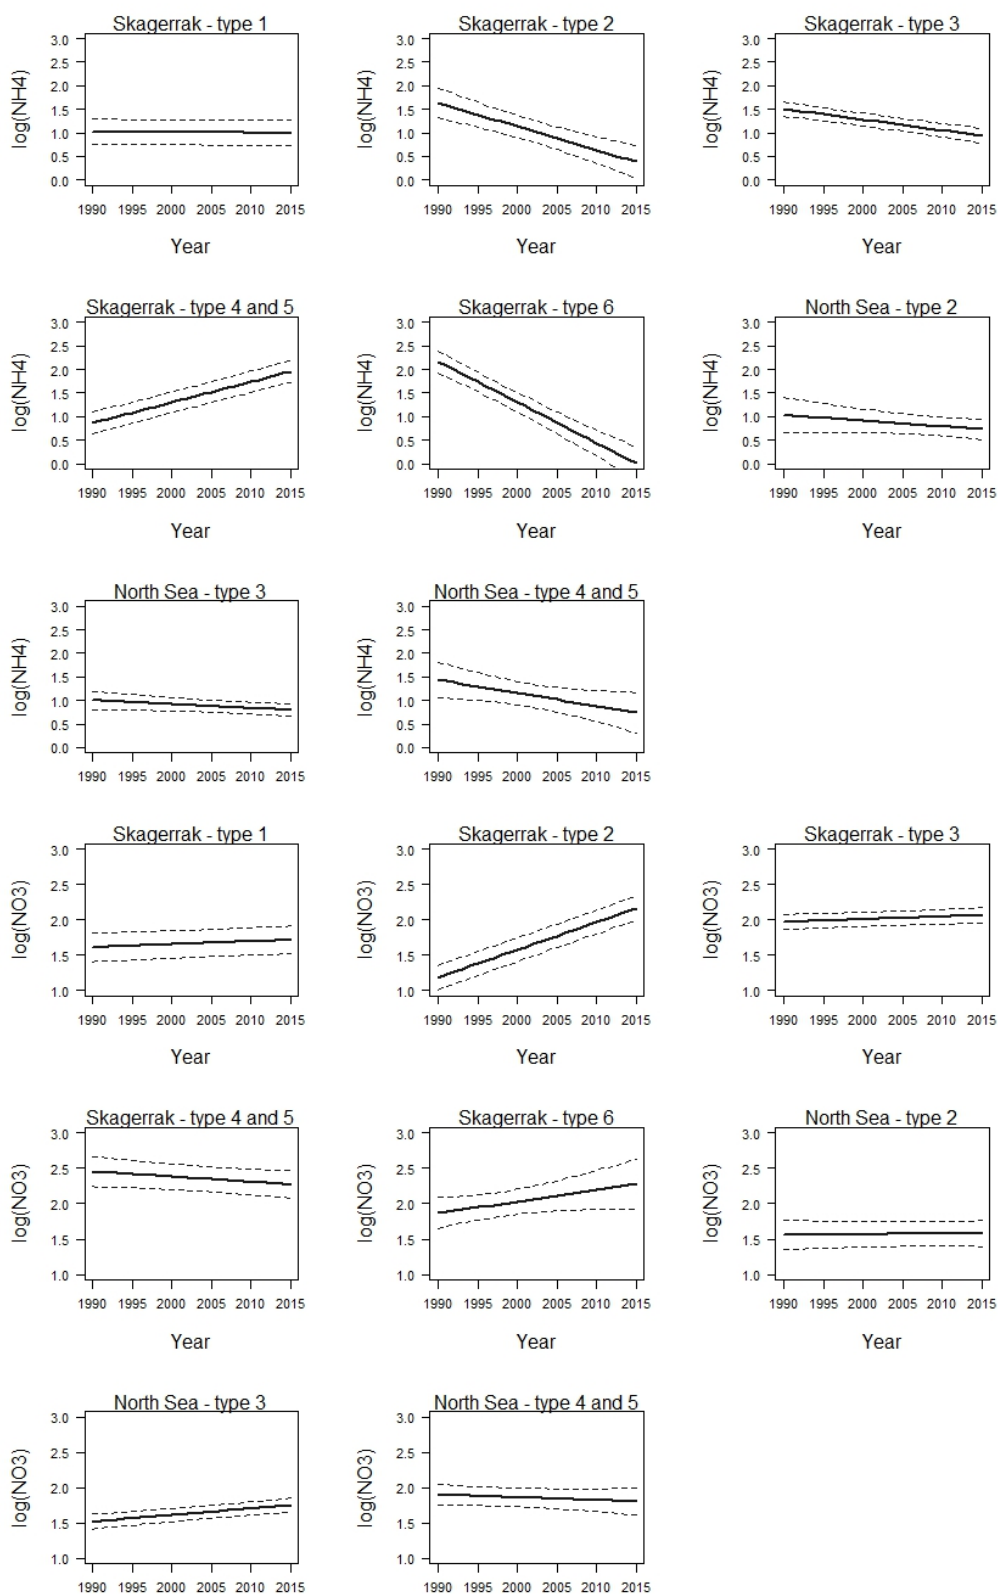 Skagerrak - type 1 Skagerrak - type 2 Skagerrak - type 3
log(NH4) 3.0 2.5 2.0 1.5 1.0 0.5 0.0 log(NH4) 3.0 2.5 2.0 1.5 1.0 0.5 0.0 log(NH4) 3.0 2.5 2.0 1.5 1.0 0.5 0.0
1990 1995 2000 2005 2010 2015 1990 1995 2000 2005 2010 2015 1990 1995 2000 2005 2010 2015
Year Year Year
Skagerrak - type 4 and 5 Skagerrak - type 6 North Sea - type 2
log(NH4) 3.0 2.5 2.0 1.5 1.0 0.5 0.0 log(NH4) 3.0 2.5 2.0 1.5 1.0 0.5 0.0 log(NH4) 3.0 2.5 2.0 1.5 1.0 0.5 0.0
1990 1995 2000 2005 2010 2015 1990 1995 2000 2005 2010 2015 1990 1995 2000 2005 2010 2015
Year Year Year
North Sea - type 3 North Sea - type 4 and 5
log(NH4) 3.0 2.5 2.0 1.5 1.0 0.5 0.0 log(NH4) 3.0 2.5 2.0 1.5 1.0 0.5 0.0
1990 1995 2000 2005 2010 2015 1990 1995 2000 2005 2010 2015
Skagerrak - type 1 Skagerrak - type 2 Skagerrak - type 3
log(NO3) 3.0 2.5 2.0 1.5 1.0 log(NO3) 3.0 2.5 2.0 1.5 1.0 log(NO3) 3.0 2.5 2.0 1.5 1.0
1990 1995 2000 2005 2010 2015 1990 1995 2000 2005 2010 2015 1990 1995 2000 2005 2010 2015
Year Year Year
Skagerrak - type 4 and 5 Skagerrak - type 6 North Sea - type 2
log(NO3) 3.0 2.5 2.0 1.5 1.0 log(NO3) 3.0 2.5 2.0 1.5 1.0 log(NO3) 3.0 2.5 2.0 1.5 1.0
1990 1995 2000 2005 2010 2015 1990 1995 2000 2005 2010 2015 1990 1995 2000 2005 2010 2015
Year Year Year
North Sea - type 3 North Sea - type 4 and 5
log(NO3) 3.0 2.5 2.0 1.5 1.0 log(NO3) 3.0 2.5 2.0 1.5 1.0
1990 1995 2000 2005 2010 2015 1990 1995 2000 2005 2010 2015